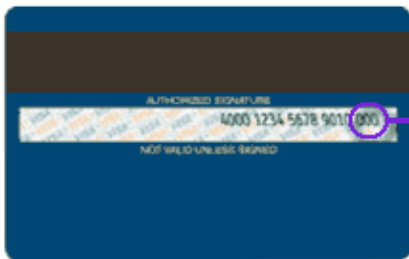 AUTHORIZED SIGNATURE
4000 1234 5678 9010 000
NOT VALID UNLESS SIGNED